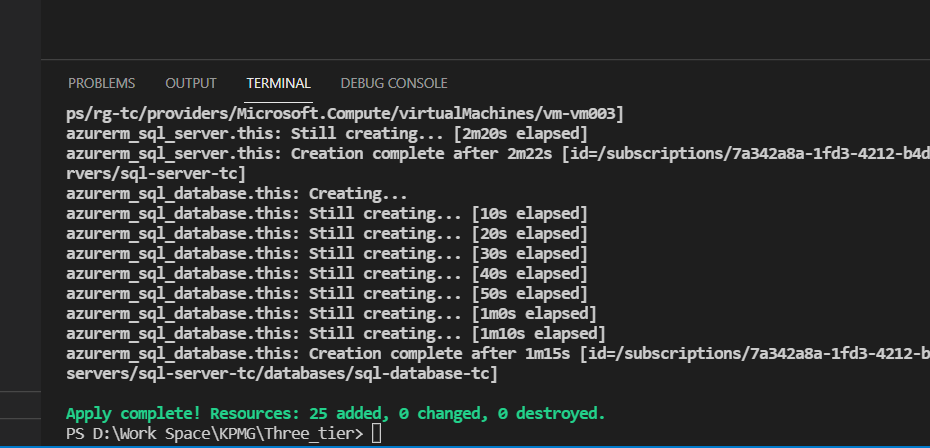 PROBLEMS OUTPUT TERMINAL DEBUG CONSOLE
ps/rg-tc/providers/Microsoft.Compute/virtualMachines/vm-vm003]
azurerm_sql_server.this: Still creating... [2m20s elapsed]
azurerm_sql_server.this: Creation complete after 2m22s [id=/subscriptions/7a342a8a-1fd3-4212-b4d
rvers/sql-server-tc]
azurerm_sql_database.this: Creating...
azurerm_sql_database.this: Still creating... [10s elapsed]
azurerm_sql_database.this: Still creating... [20s elapsed]
azurerm_sql_database.this: Still creating... [30s elapsed]
azurerm_sql_database.this: Still creating... [40s elapsed]
azurerm_sql_database.this: Still creating... [50s elapsed]
azurerm_sql_database.this: Still creating... [1m0s elapsed]
azurerm_sql_database.this: Still creating... [1m10s elapsed]
azurerm_sql_database.this: Creation complete after 1m15s [id=/subscriptions/7a342a8a-1fd3-4212-b
servers/sql-server-tc/databases/sql-database-tc]
Apply complete! Resources: 25 added, 0 changed, 0 destroyed.
PS D:\Work Space\KPMG\Three_tier>